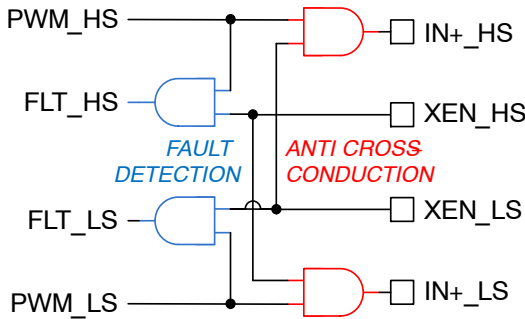 PWM_HS
IN+_HS
FLT_HS
XEN_HS
FAULT
DETECTION
ANTI CROSS-
CONDUCTION
FLT_LS
XEN_LS
PWM_LS
IN+_LS